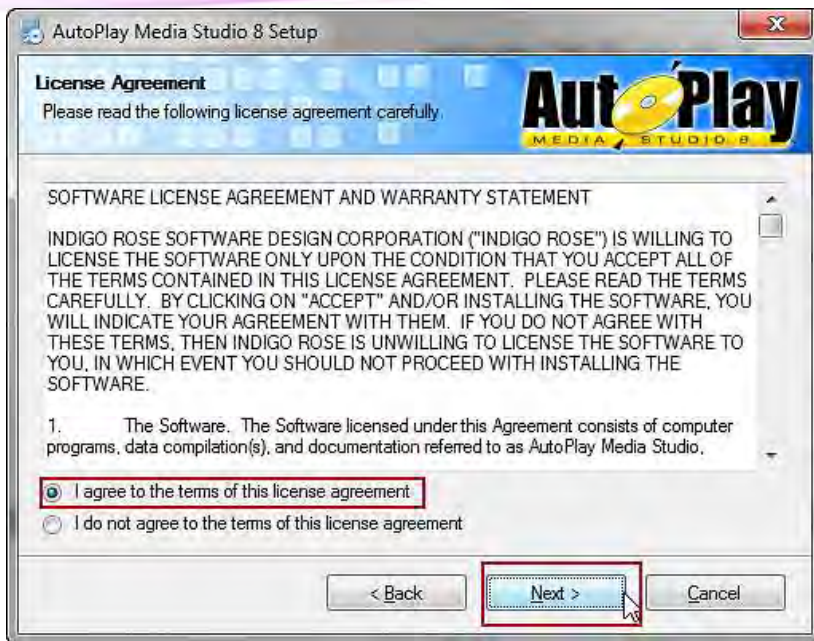 AutoPlay Media Studio 8 Setup
License Agreement
Please read the following license agreement carefully.
AutoPlay
MEDIA STUDIO 8
SOFTWARE LICENSE AGREEMENT AND WARRANTY STATEMENT
INDIGO ROSE SOFTWARE DESIGN CORPORATION ("INDIGO ROSE") IS WILLING TO
LICENSE THE SOFTWARE ONLY UPON THE CONDITION THAT YOU ACCEPT ALL OF
THE TERMS CONTAINED IN THIS LICENSE AGREEMENT. PLEASE READ THE TERMS
CAREFULLY. BY CLICKING ON "ACCEPT" AND/OR INSTALLING THE SOFTWARE, YOU
WILL INDICATE YOUR AGREEMENT WITH THEM. IF YOU DO NOT AGREE WITH
THESE TERMS, THEN INDIGO ROSE IS UNWILLING TO LICENSE THE SOFTWARE TO
YOU, IN WHICH EVENT YOU SHOULD NOT PROCEED WITH INSTALLING THE
SOFTWARE.
1. The Software. The Software licensed under this Agreement consists of computer
programs, data compilation(s), and documentation referred to as AutoPlay Media Studio,
I agree to the terms of this license agreement
I do not agree to the terms of this license agreement
< Back Next > Cancel